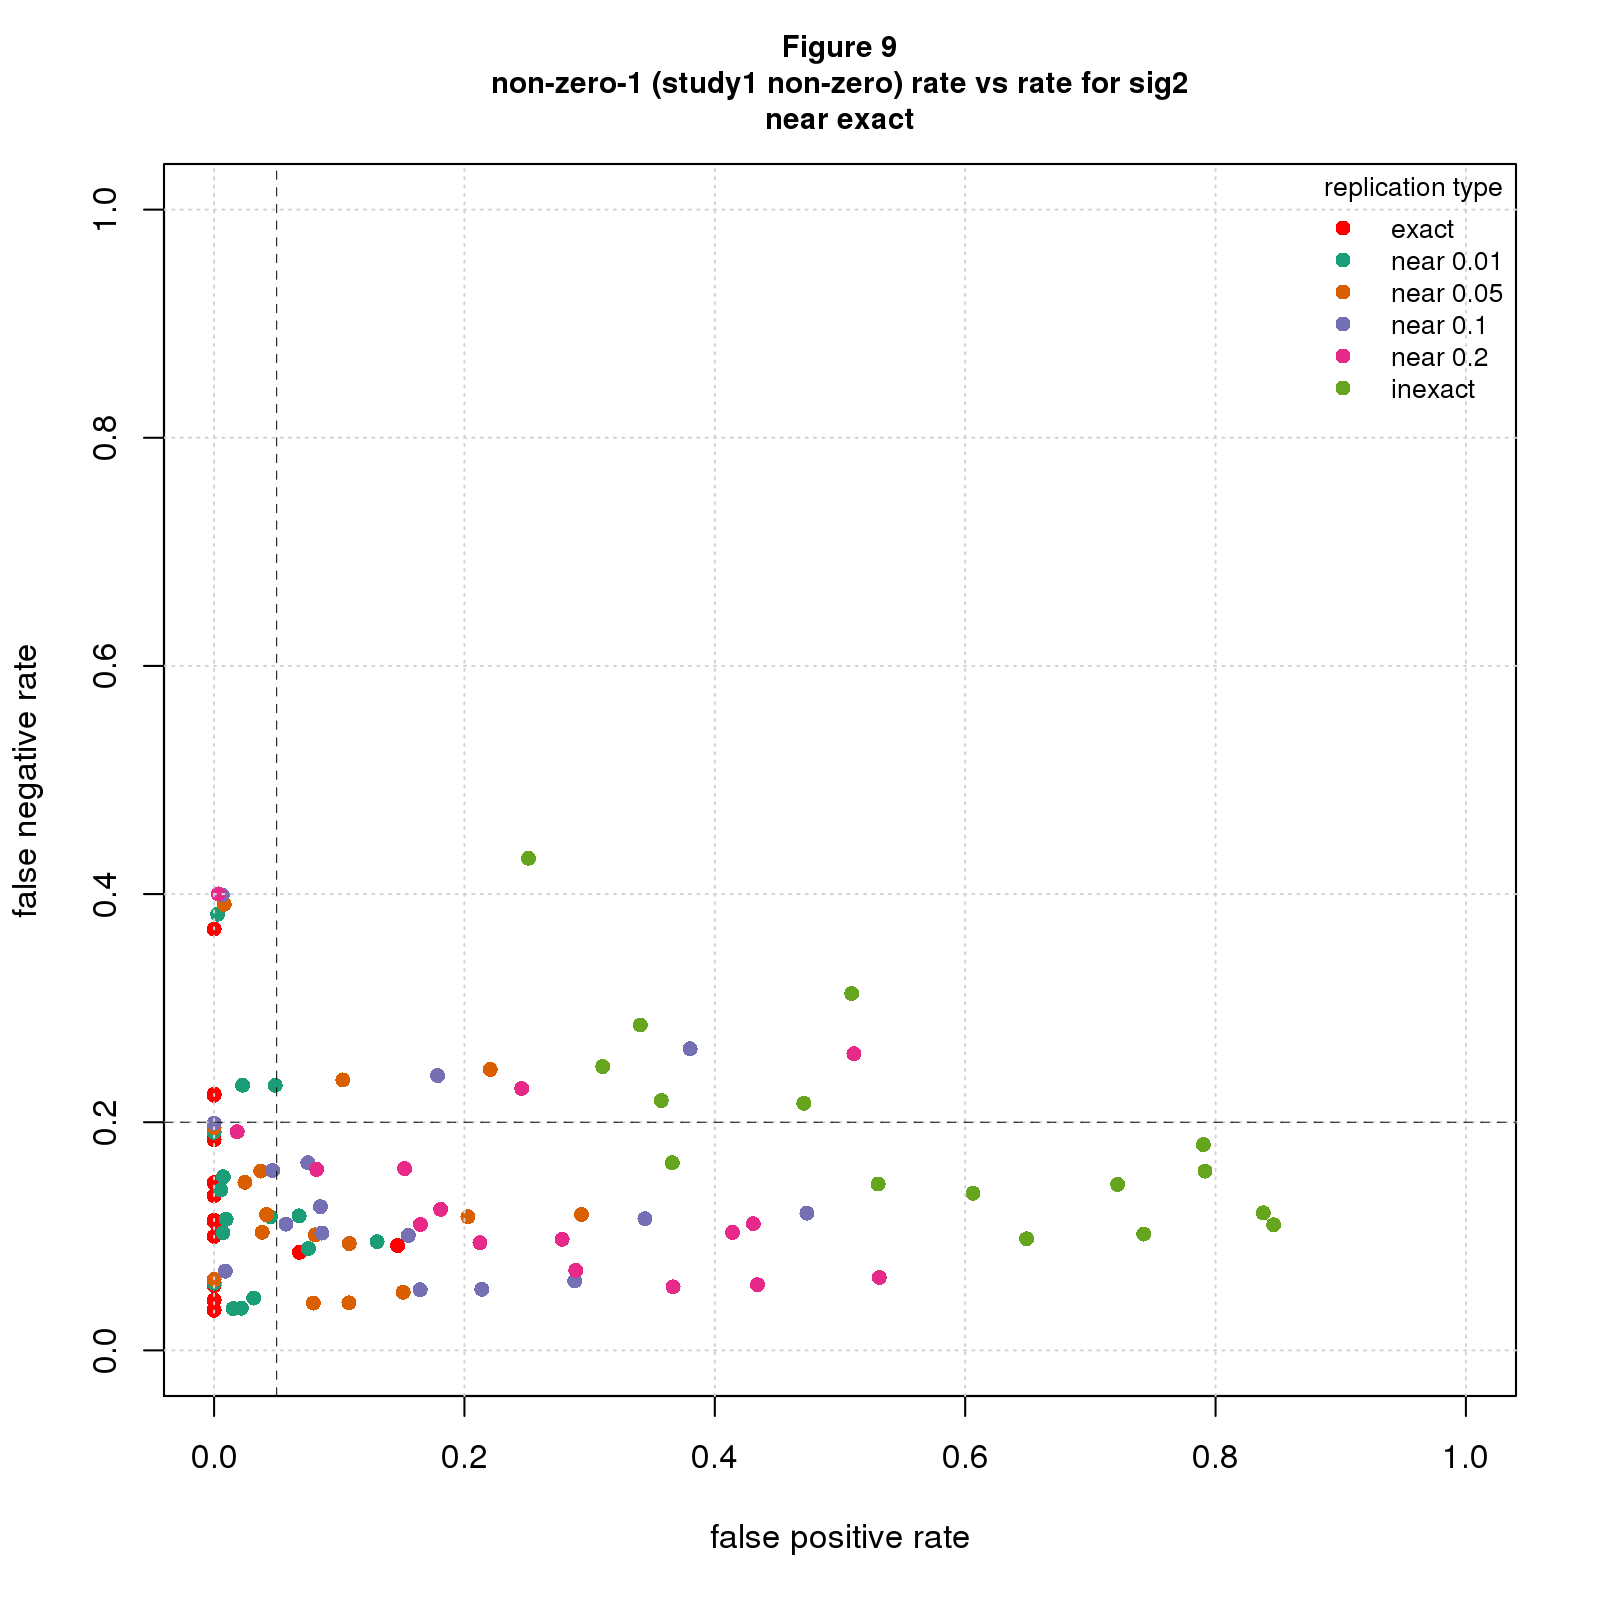 Figure 9
non-zero-1 (study1 non-zero) rate vs rate for sig2
near exact
replication type
exact
near 0.01
near 0.05
near 0.1
near 0.2
inexact
1.0
0.8
0.6
0.4
0.2
0.0
false negative rate
0.0 0.2 0.4 0.6 0.8 1.0
false positive rate